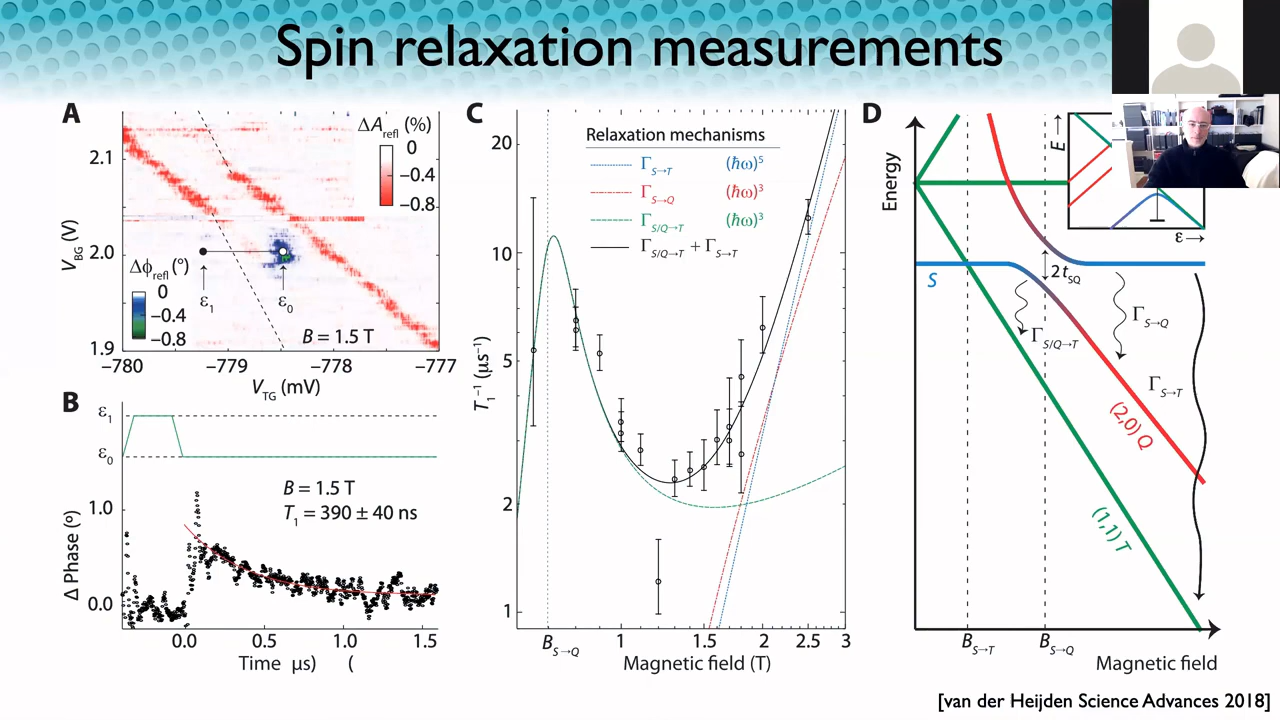 Spin relaxation measurements
A
ΔA_refl (%)
0
−0.4
−0.8
2.1
2.0
1.9
V_BG (V)
Δϕ_refl (°)
0
−0.4
−0.8
ε₁
ε₀
B = 1.5 T
−780
−779
−778
−777
V_TG (mV)
B
ε₁
ε₀
B = 1.5 T
T₁ = 390 ± 40 ns
1.0
0.0
Δ Phase (º)
0.0
0.5
1.0
1.5
Time μs) (
C
20
10
5
2
1
T₁⁻¹ (μs⁻¹)
Relaxation mechanisms
Γ_S→T (ħω)⁵
Γ_S→Q (ħω)³
Γ_S/Q→T (ħω)³
Γ_S/Q→T + Γ_S→T
B_S→Q
1
1.5
2
2.5
3
Magnetic field (T)
D
Energy
E
ε
S
2 t_SQ
Γ_S/Q→T
Γ_S→Q
Γ_S→T
(2,0) Q
(1,1) T
B_S→T
B_S→Q
Magnetic field
[van der Heijden Science Advances 2018]